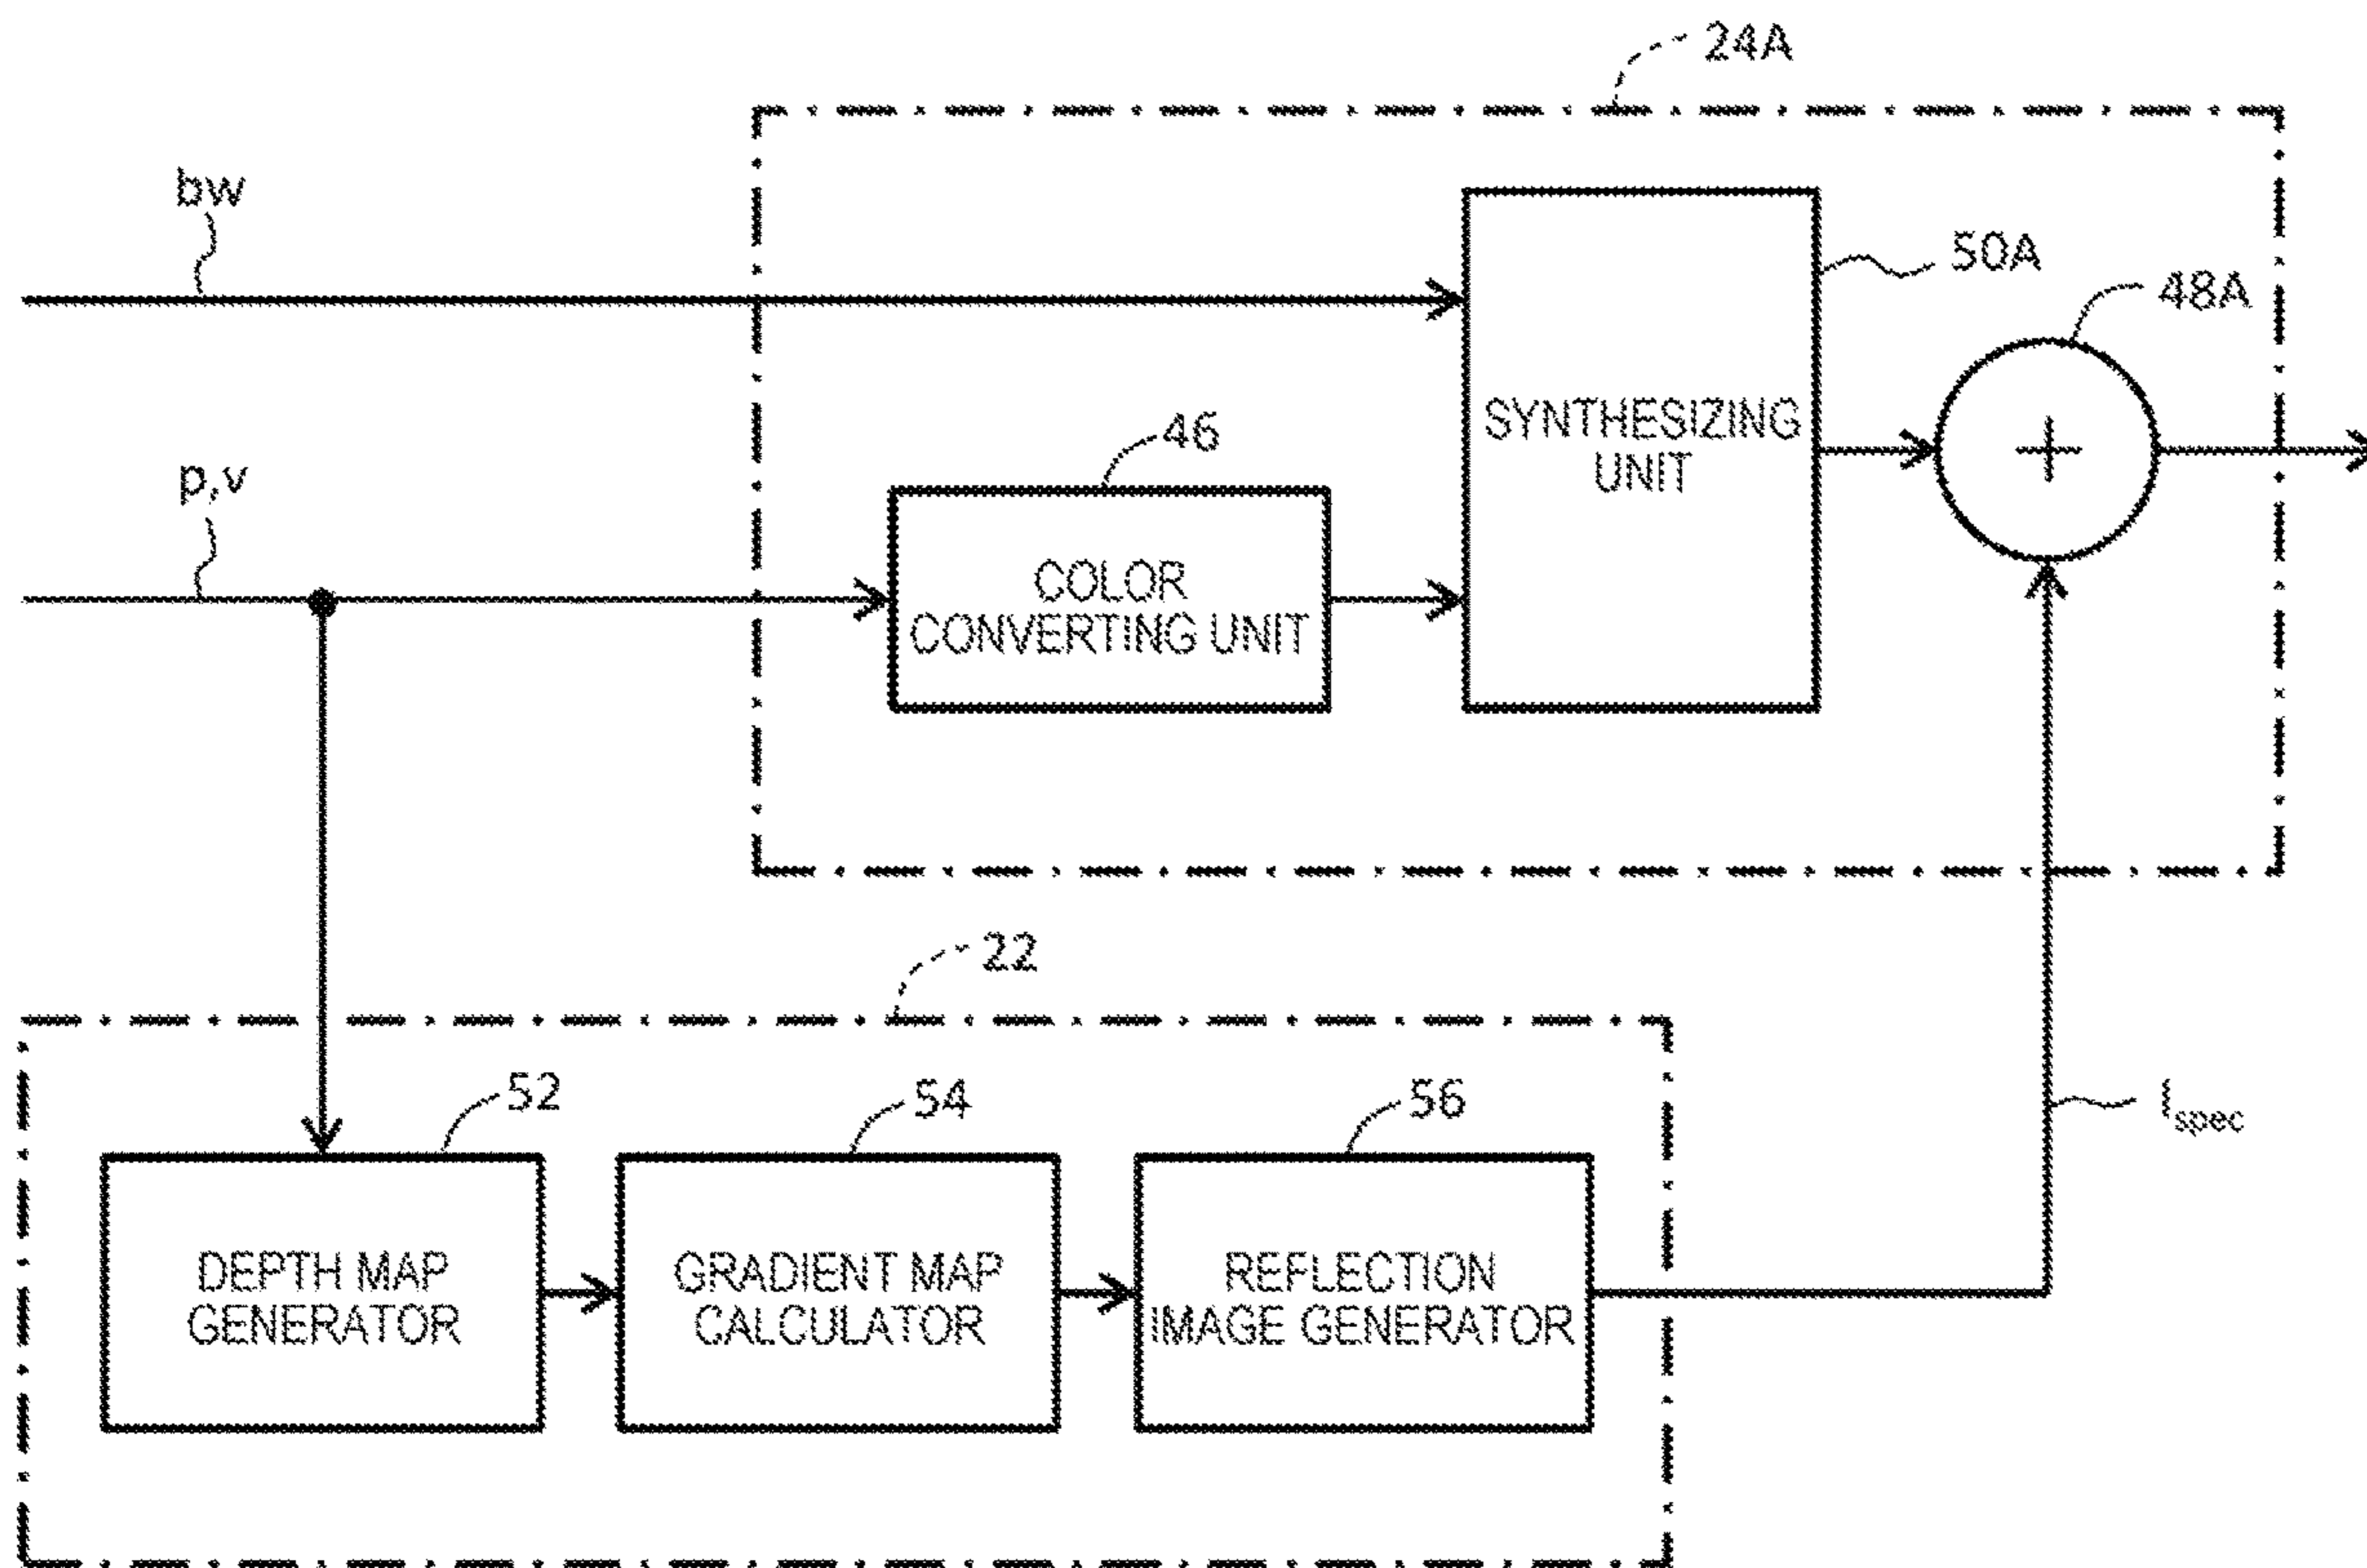 24A
bw
50A
48A
SYNTHESIZING
UNIT
+
46
p,v
COLOR
CONVERTING UNIT
22
52
54
56
Ispec
DEPTH MAP
GENERATOR
GRADIENT MAP
CALCULATOR
REFLECTION
IMAGE GENERATOR